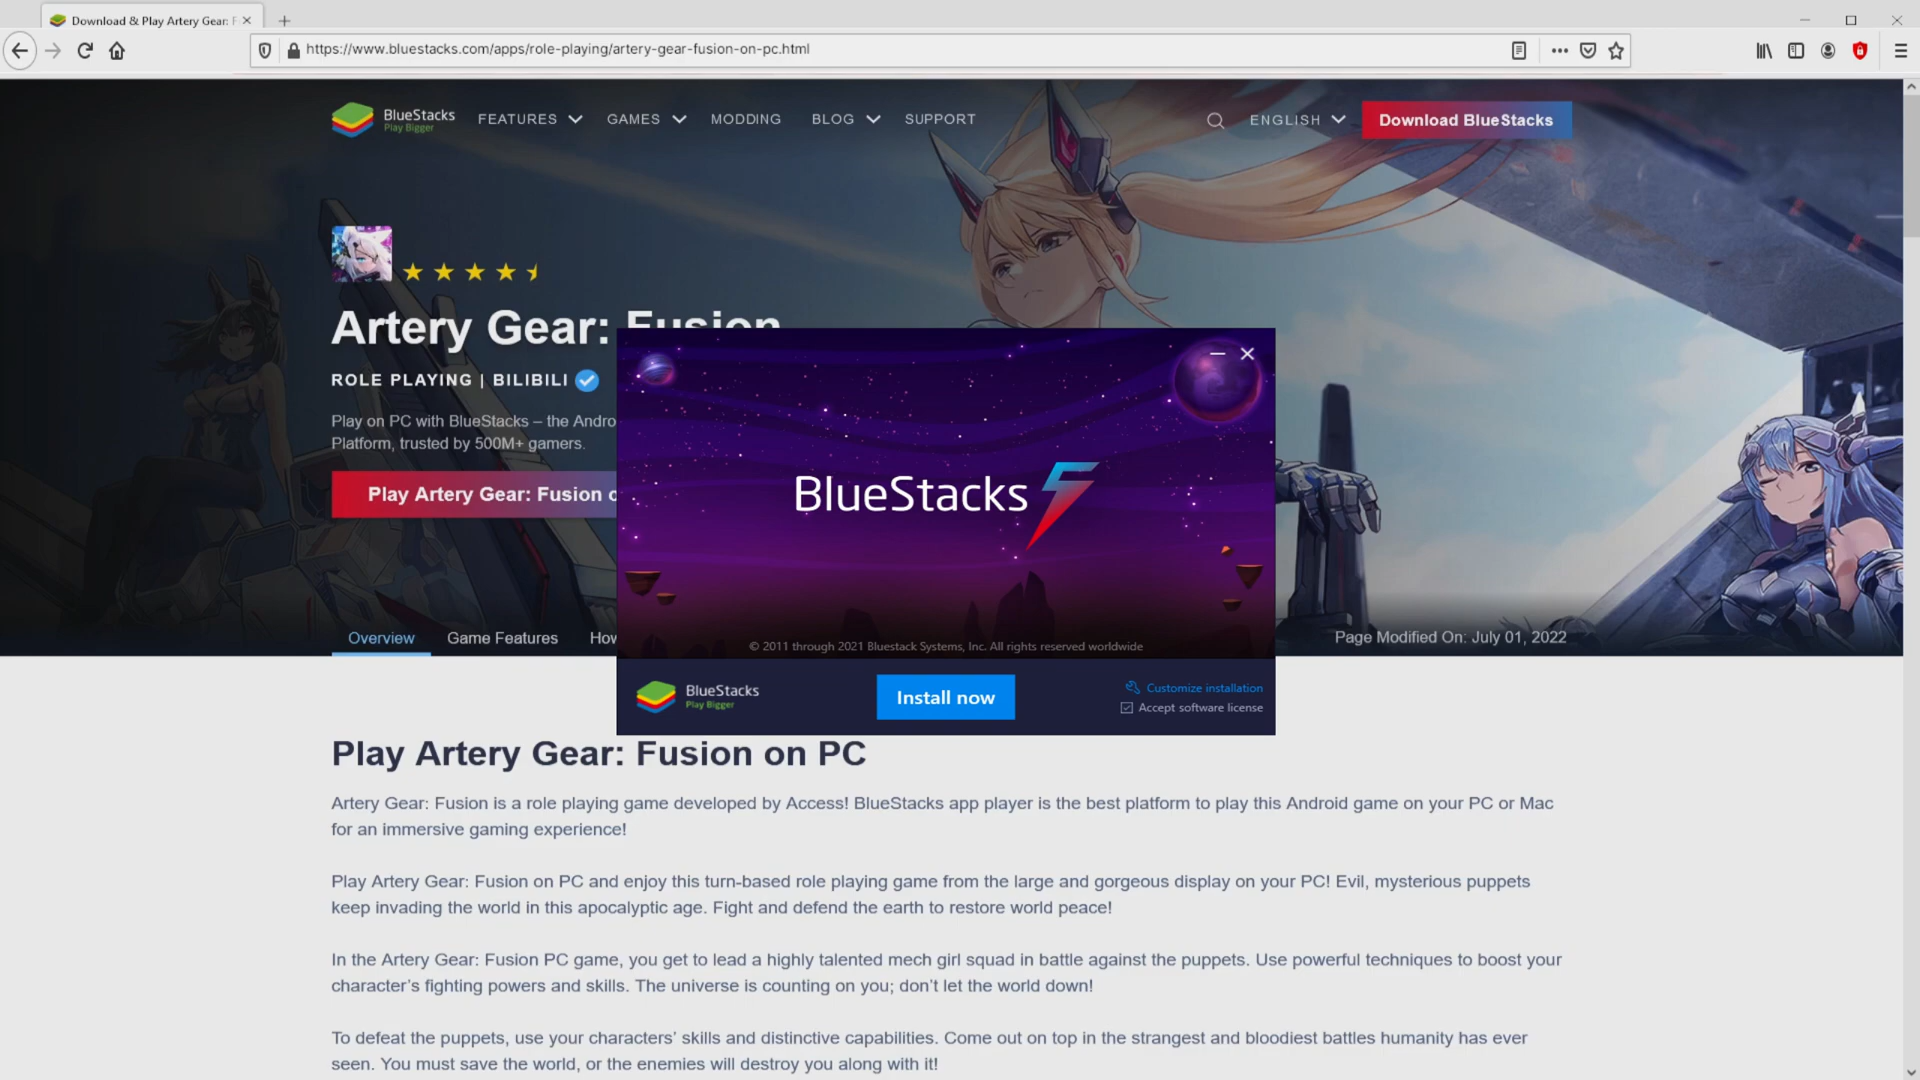 Download & Play Artery Gear: F
https://www.bluestacks.com/apps/role-playing/artery-gear-fusion-on-pc.html
BlueStacks
Play Bigger
FEATURES
GAMES
MODDING
BLOG
SUPPORT
ENGLISH
Download BlueStacks
Artery Gear: Fusion
ROLE PLAYING | BILIBILI
Play on PC with BlueStacks – the Andro
Platform, trusted by 500M+ gamers.
Play Artery Gear: Fusion o
BlueStacks 5
© 2011 through 2021 Bluestack Systems, Inc. All rights reserved worldwide
Overview
Game Features
How
Page Modified On: July 01, 2022
BlueStacks
Play Bigger
Install now
Customize installation
Accept software license
Play Artery Gear: Fusion on PC
Artery Gear: Fusion is a role playing game developed by Access! BlueStacks app player is the best platform to play this Android game on your PC or Mac
for an immersive gaming experience!
Play Artery Gear: Fusion on PC and enjoy this turn-based role playing game from the large and gorgeous display on your PC! Evil, mysterious puppets
keep invading the world in this apocalyptic age. Fight and defend the earth to restore world peace!
In the Artery Gear: Fusion PC game, you get to lead a highly talented mech girl squad in battle against the puppets. Use powerful techniques to boost your
character’s fighting powers and skills. The universe is counting on you; don’t let the world down!
To defeat the puppets, use your characters’ skills and distinctive capabilities. Come out on top in the strangest and bloodiest battles humanity has ever
seen. You must save the world, or the enemies will destroy you along with it!